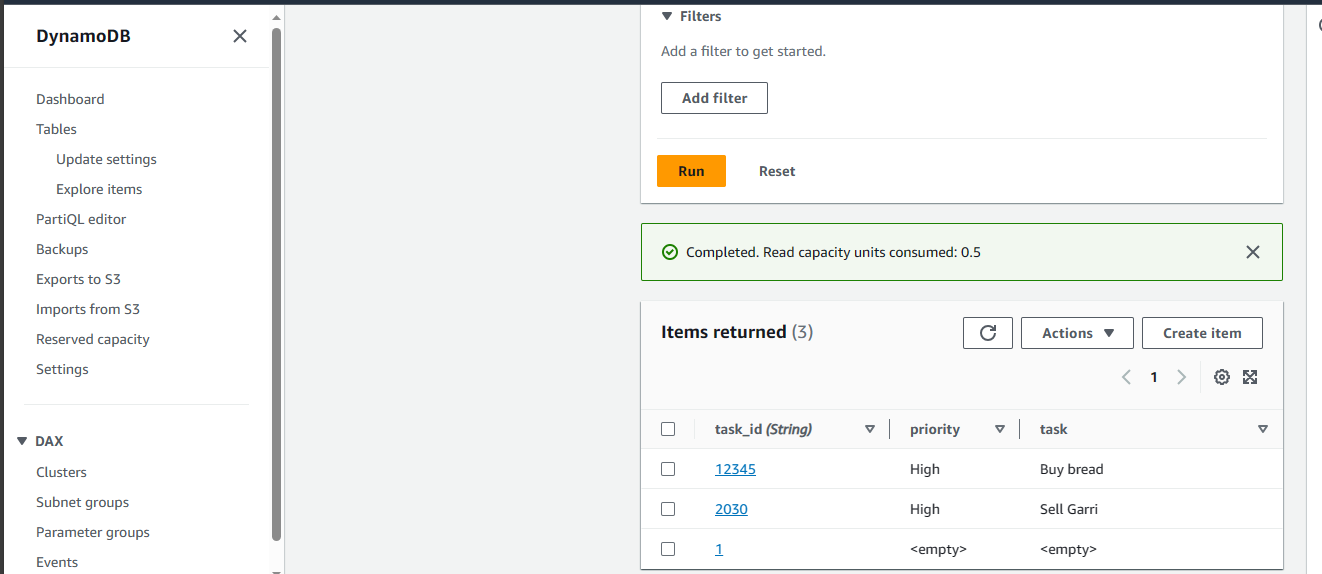 DynamoDB
Dashboard
Tables
Update settings
Explore items
PartiQL editor
Backups
Exports to S3
Imports from S3
Reserved capacity
Settings
DAX
Clusters
Subnet groups
Parameter groups
Events
Filters
Add a filter to get started.
Add filter
Run Reset
Completed. Read capacity units consumed: 0.5
Items returned (3)
Actions Create item
1
task_id (String) priority task
12345 High Buy bread
2030 High Sell Garri
1 <empty> <empty>